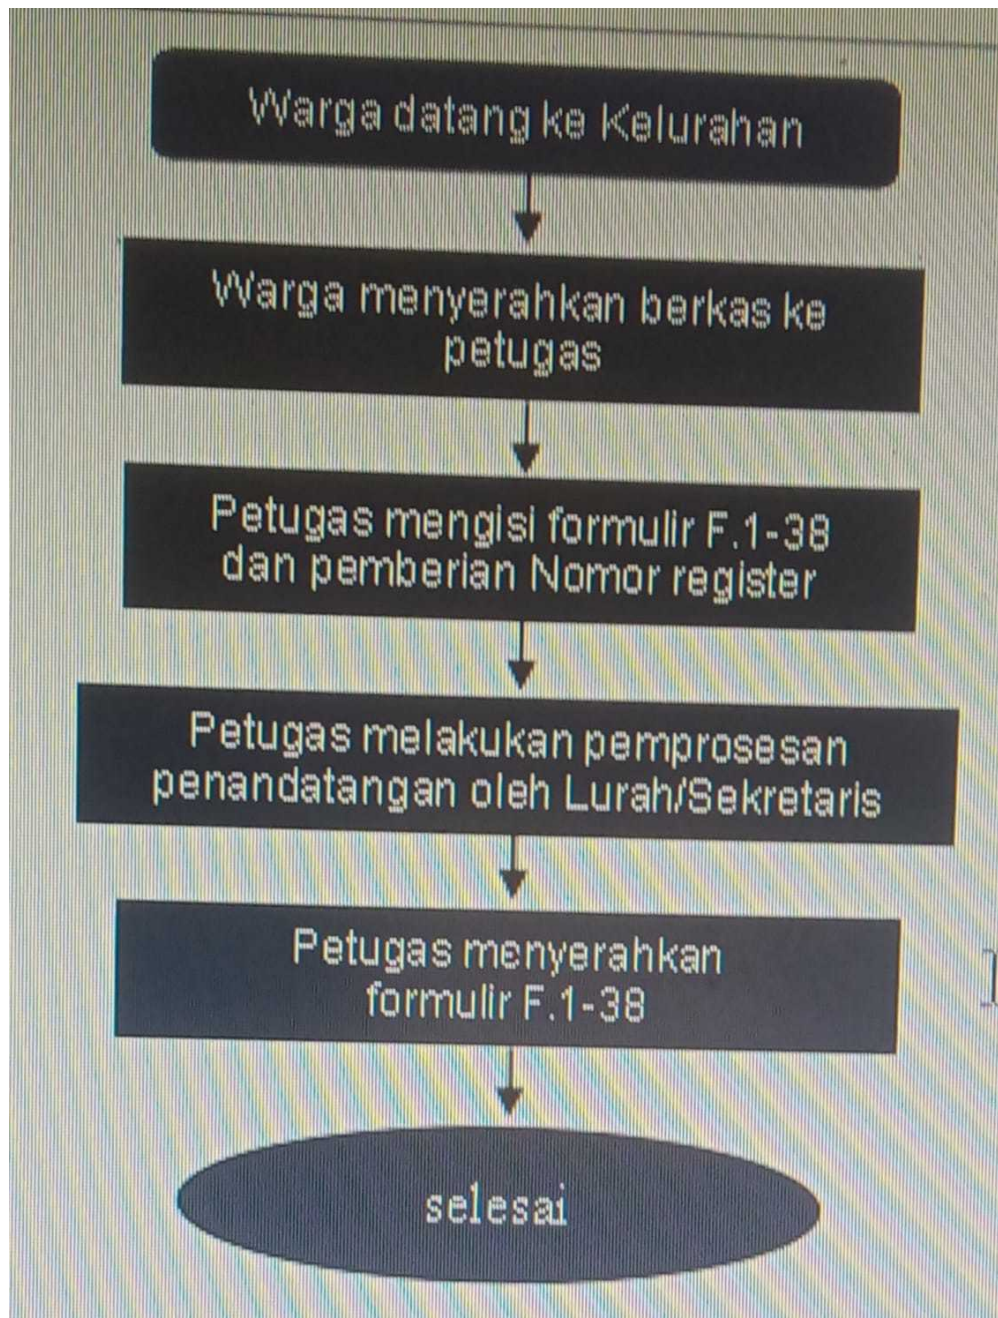 Warga datang ke Kelurahan
Warga menyerahkan berkas ke
petugas
Petugas mengisi formulir F.1-38
dan pemberian Nomor register
Petugas melakukan pemprosesan
penandatangan oleh Lurah/Sekretaris
Petugas menyerahkan
formulir F.1-38
selesai